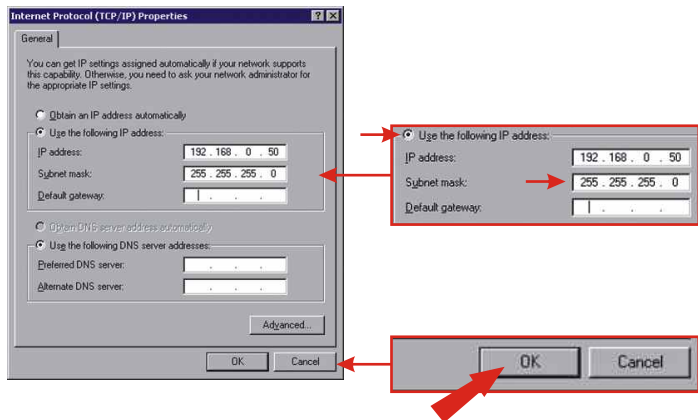 Internet Protocol (TCP/IP) Properties
General
You can get IP settings assigned automatically if your network supports
this capability. Otherwise, you need to ask your network administrator for
the appropriate IP settings.
Obtain an IP address automatically
Use the following IP address:
IP address: 192 . 168 . 0 . 50
Subnet mask: 255 . 255 . 255 . 0
Default gateway: . . .
Obtain DNS server address automatically
Use the following DNS server addresses:
Preferred DNS server: . . .
Alternate DNS server: . . .
Advanced...
OK Cancel
Use the following IP address:
IP address: 192 . 168 . 0 . 50
Subnet mask: 255 . 255 . 255 . 0
Default gateway: . . .
OK Cancel